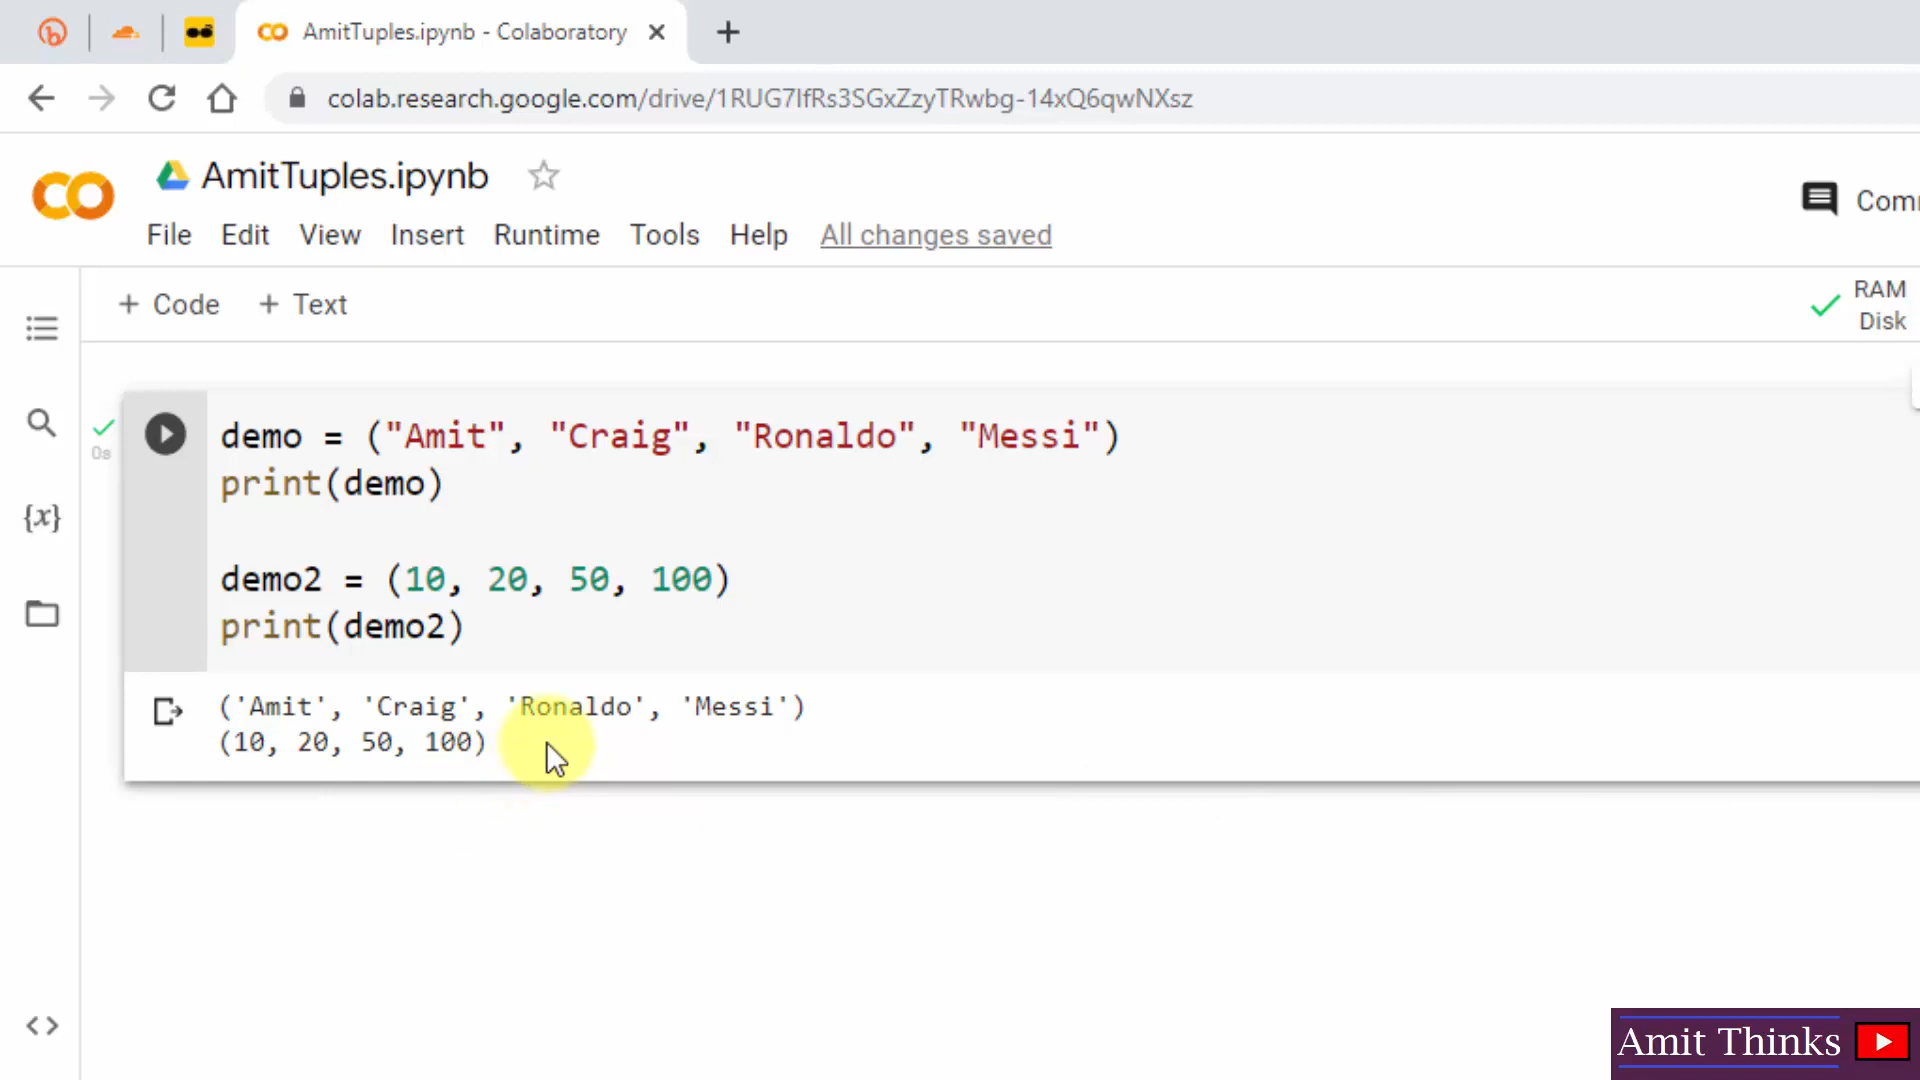 AmitTuples.ipynb - Colaboratory
colab.research.google.com/drive/1RUG7IfRs3SGxZzyTRwbg-14xQ6qwNXsz
AmitTuples.ipynb
Comm
File Edit View Insert Runtime Tools Help All changes saved
+ Code + Text
RAM
Disk
demo = ("Amit", "Craig", "Ronaldo", "Messi")
0s
print(demo)
{x}
demo2 = (10, 20, 50, 100)
print(demo2)
('Amit', 'Craig', 'Ronaldo', 'Messi')
(10, 20, 50, 100)
<>
Amit Thinks